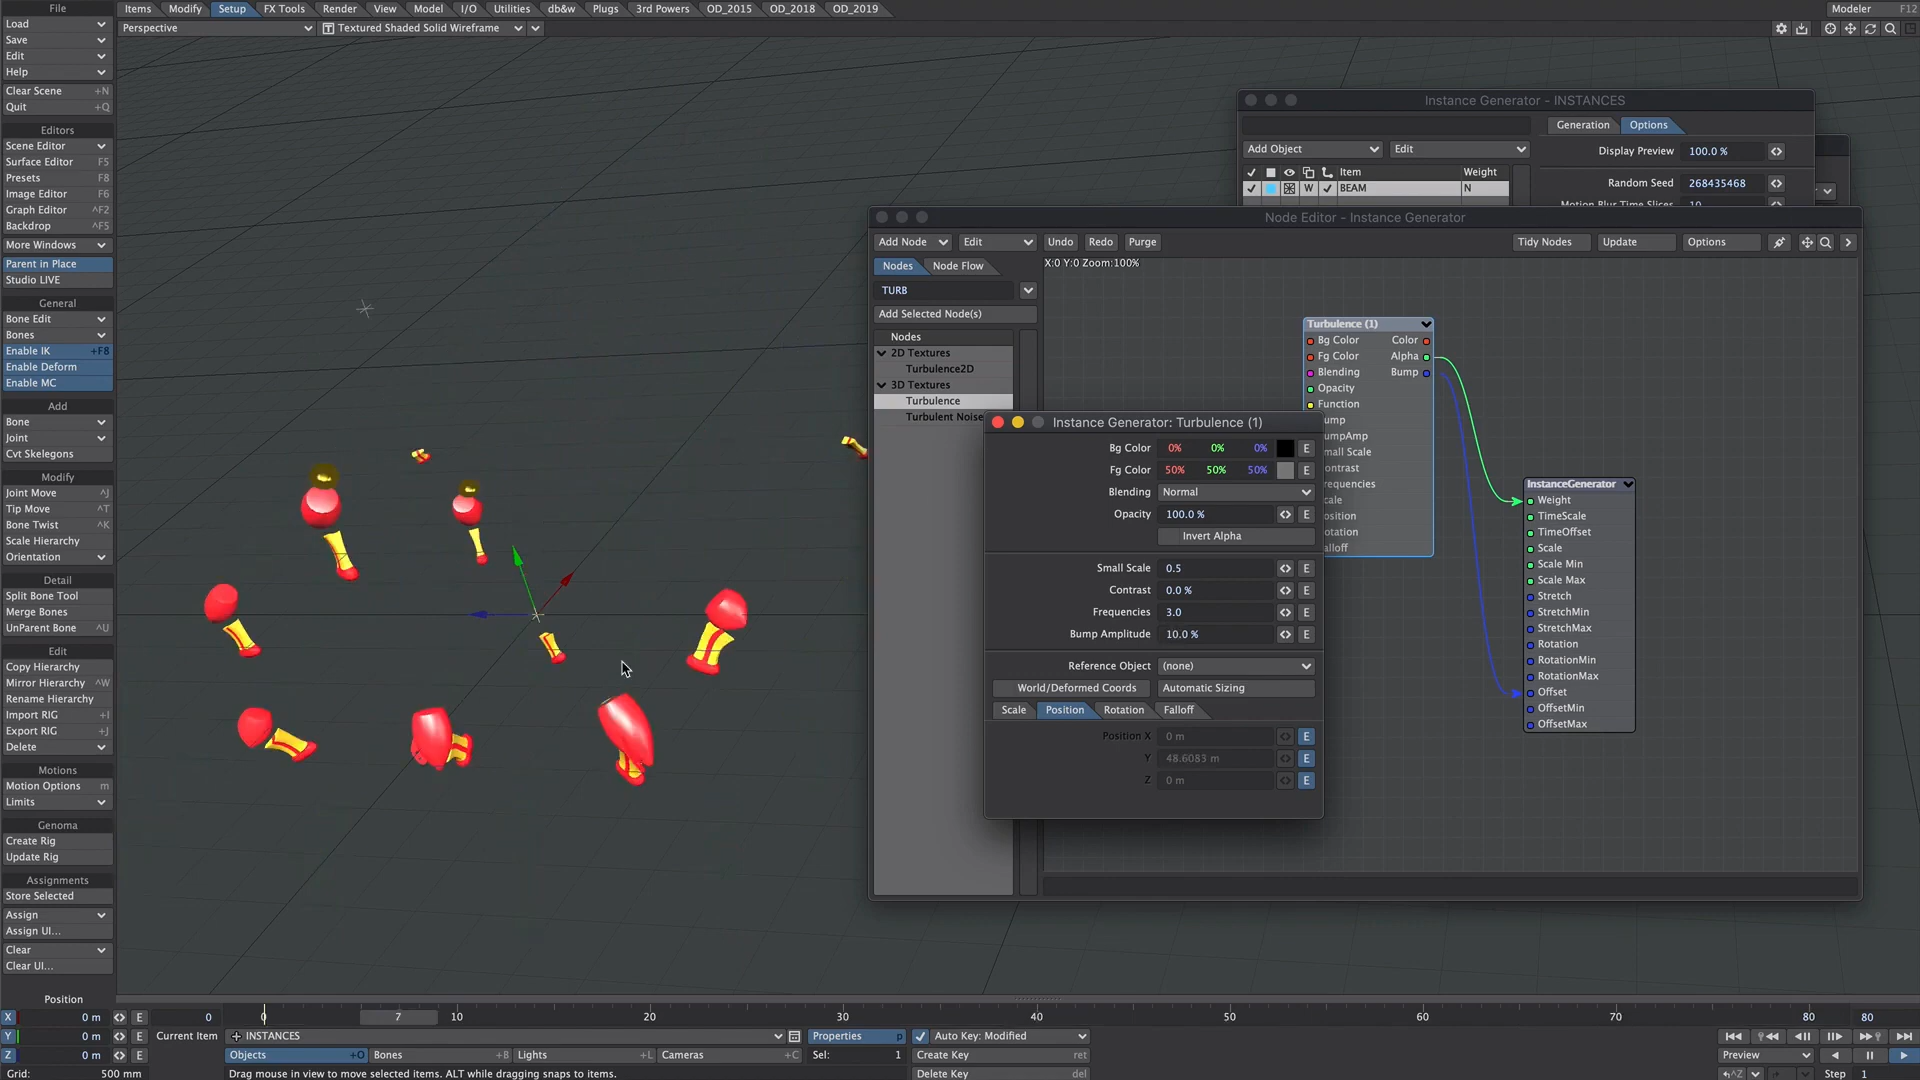 File
Items Modify Setup FX Tools Render View Model I/O Utilities db&w Plugs 3rd Powers OD_2015 OD_2018 OD_2019
Modeler F12
Load
Perspective
Textured Shaded Solid Wireframe
Save
Edit
Help
Clear Scene +N
Quit +Q
Editors
Scene Editor
Surface Editor F5
Presets F8
Image Editor F6
Graph Editor ^F2
Backdrop ^F5
More Windows
Parent in Place
Studio LIVE
General
Bone Edit
Bones
Enable IK +F8
Enable Deform
Enable MC
Add
Bone
Joint
Cvt Skelegons
Modify
Joint Move ^J
Tip Move ^T
Bone Twist ^K
Scale Hierarchy
Orientation
Detail
Split Bone Tool
Merge Bones
UnParent Bone ^U
Edit
Copy Hierarchy
Mirror Hierarchy ^W
Rename Hierarchy
Import RIG +I
Export RIG +J
Delete
Motions
Motion Options m
Limits
Genoma
Create Rig
Update Rig
Assignments
Store Selected
Assign
Assign UI...
Clear
Clear UI...
Instance Generator - INSTANCES
Generation Options
Add Object Edit
Display Preview 100.0 %
Item Weight
W BEAM N
Random Seed 268435468
Motion Blur Time Slices 10
Node Editor - Instance Generator
Add Node Edit Undo Redo Purge Tidy Nodes Update Options
Nodes Node Flow
X:0 Y:0 Zoom:100%
TURB
Add Selected Node(s)
Nodes
2D Textures
Turbulence2D
3D Textures
Turbulence
Turbulent Noise
Turbulence (1)
Bg Color Color
Fg Color Alpha
Blending Bump
Opacity
Function
InstanceGenerator
Weight
TimeScale
TimeOffset
Scale
Scale Min
Scale Max
Stretch
StretchMin
StretchMax
Rotation
RotationMin
RotationMax
Offset
OffsetMin
OffsetMax
Instance Generator: Turbulence (1)
Bg Color 0% 0% 0% E
Fg Color 50% 50% 50% E
Blending Normal
Opacity 100.0 % E
Invert Alpha
Small Scale 0.5 E
Contrast 0.0 % E
Frequencies 3.0 E
Bump Amplitude 10.0 % E
Reference Object (none)
World/Deformed Coords Automatic Sizing
Scale Position Rotation Falloff
Position X 0 m E
Y 48.6083 m E
Z 0 m E
Position
X 0 m E
Y 0 m E
Z 0 m E
Grid: 500 mm
0 0 7 10 20 30 40 50 60 70 80 80
Current Item INSTANCES Properties p Auto Key: Modified
Objects +O Bones +B Lights +L Cameras +C Sel: 1 Create Key ret
Drag mouse in view to move selected items. ALT while dragging snaps to items.
Delete Key del
Preview
^Z
Step 1